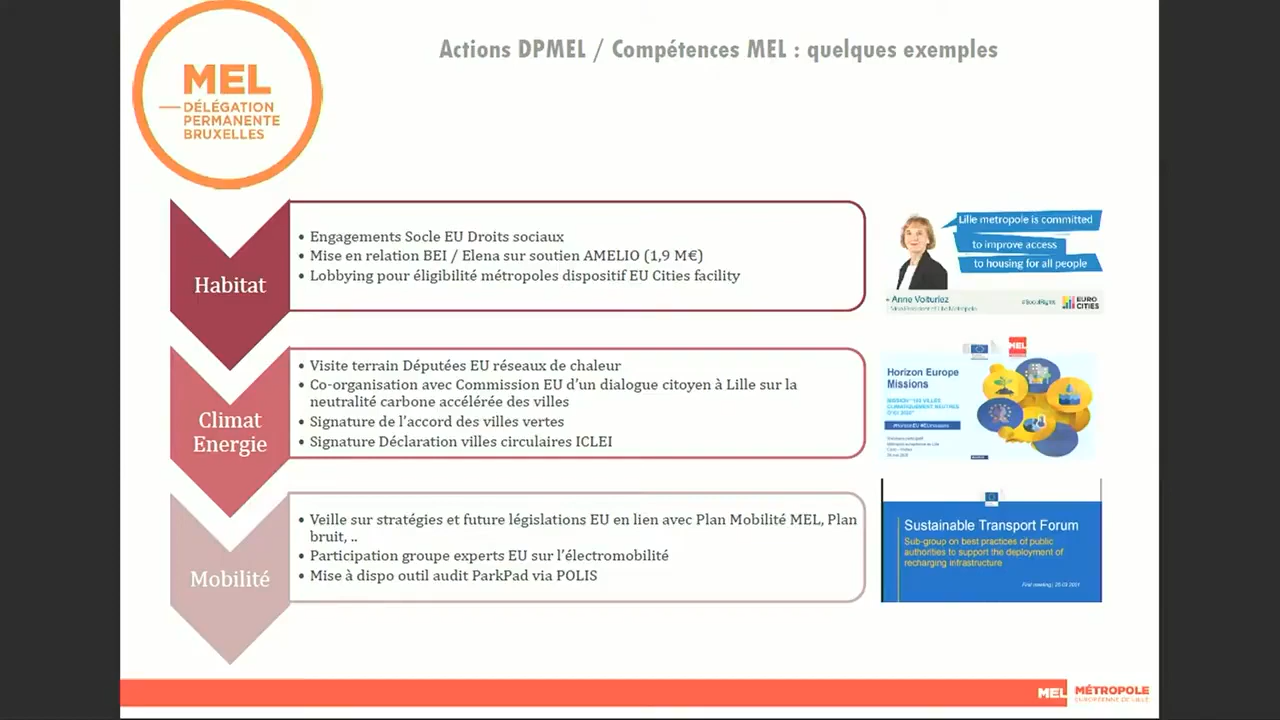 Actions DPMEL / Compétences MEL : quelques exemples
MEL
DÉLÉGATION
PERMANENTE
BRUXELLES
Habitat
• Engagements Socle EU Droits sociaux
• Mise en relation BEI / Elena sur soutien AMELIO (1,9 M€)
• Lobbying pour éligibilité métropoles dispositif EU Cities facility
Lille metropole is committed
to improve access
to housing for all people
Anne Voituriez
EURO
CITIES
Climat
Energie
• Visite terrain Députées EU réseaux de chaleur
• Co-organisation avec Commission EU d’un dialogue citoyen à Lille sur la
neutralité carbone accélérée des villes
• Signature de l’accord des villes vertes
• Signature Déclaration villes circulaires ICLEI
MEL
Horizon Europe
Missions
Mobilité
• Veille sur stratégies et future législations EU en lien avec Plan Mobilité MEL, Plan
bruit, ..
• Participation groupe experts EU sur l’électromobilité
• Mise à dispo outil audit ParkPad via POLIS
Sustainable Transport Forum
Sub-group on best practices of public
authorities to support the deployment of
recharging infrastructure
MEL
MÉTROPOLE
EUROPÉENNE DE LILLE